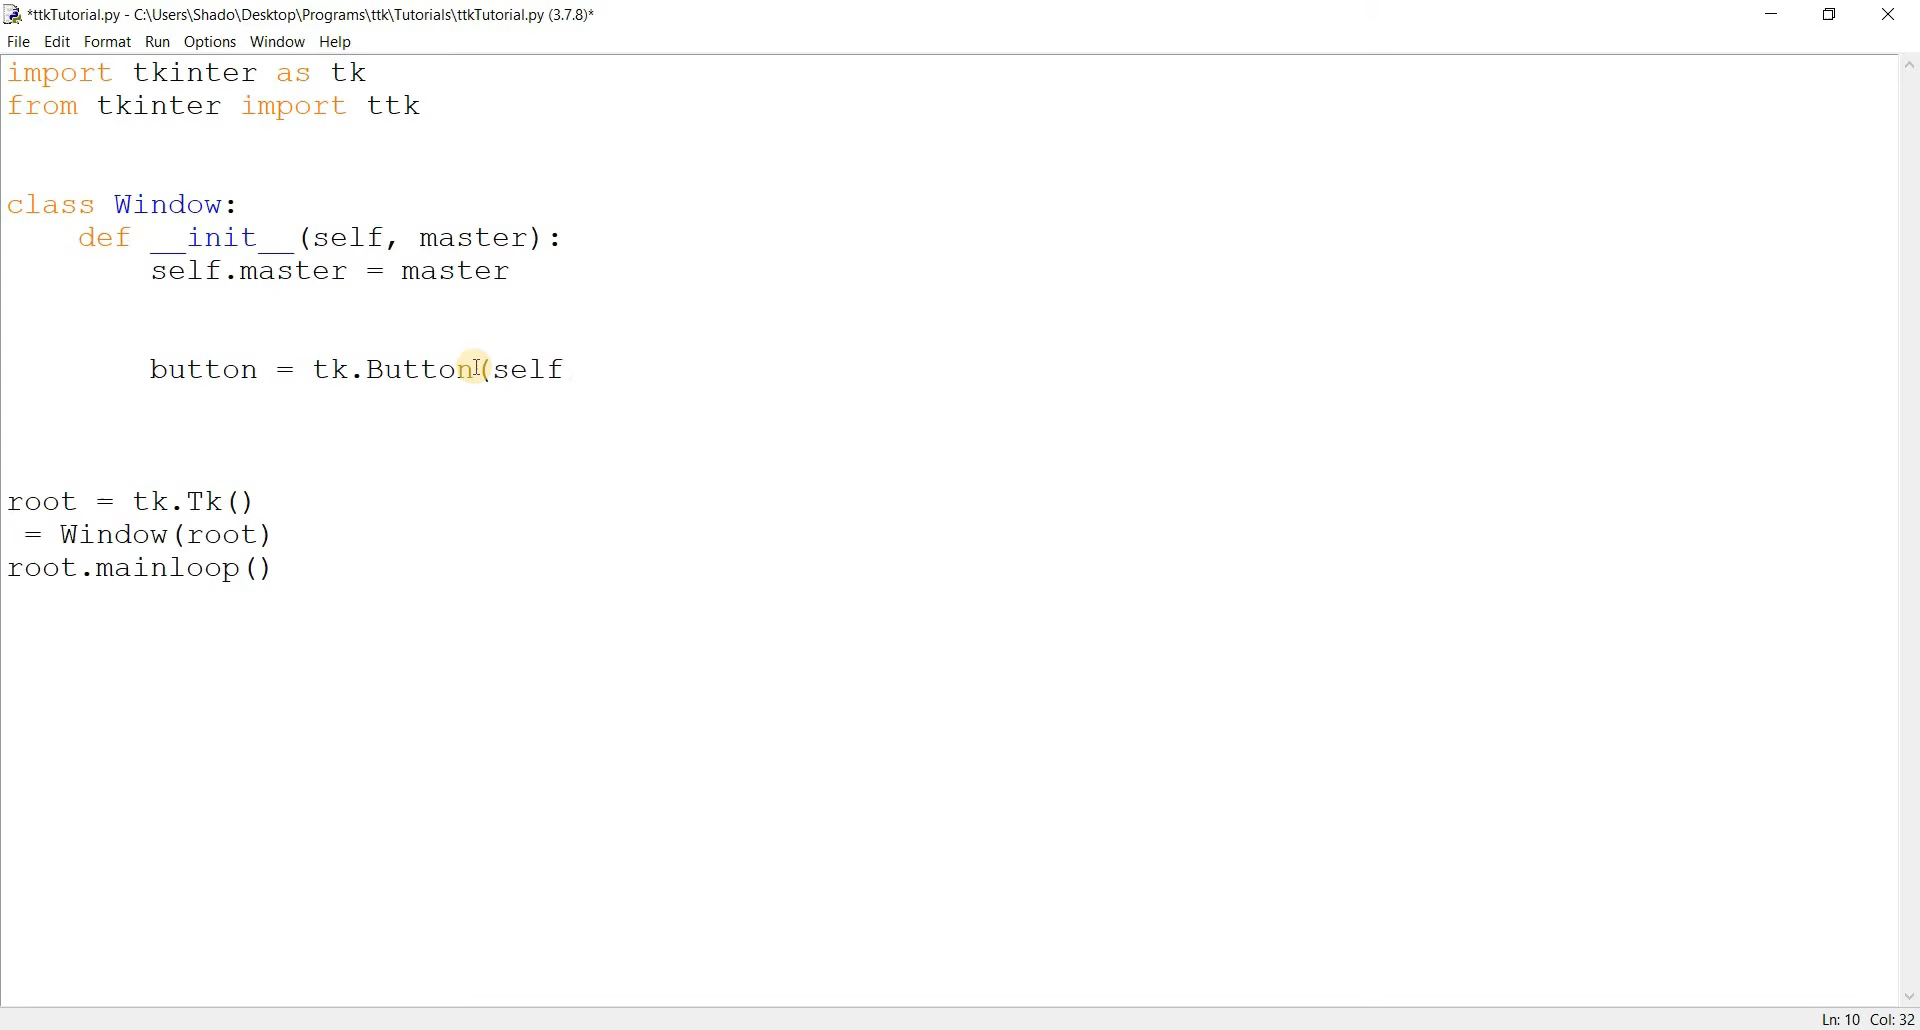 *ttkTutorial.py - C:\Users\Shado\Desktop\Programs\ttk\Tutorials\ttkTutorial.py (3.7.8)*
File Edit Format Run Options Window Help
import tkinter as tk
from tkinter import ttk
class Window:
    def __init__(self, master):
        self.master = master
        button = tk.Button(self
root = tk.Tk()
 = Window(root)
root.mainloop()
Ln: 10 Col: 32